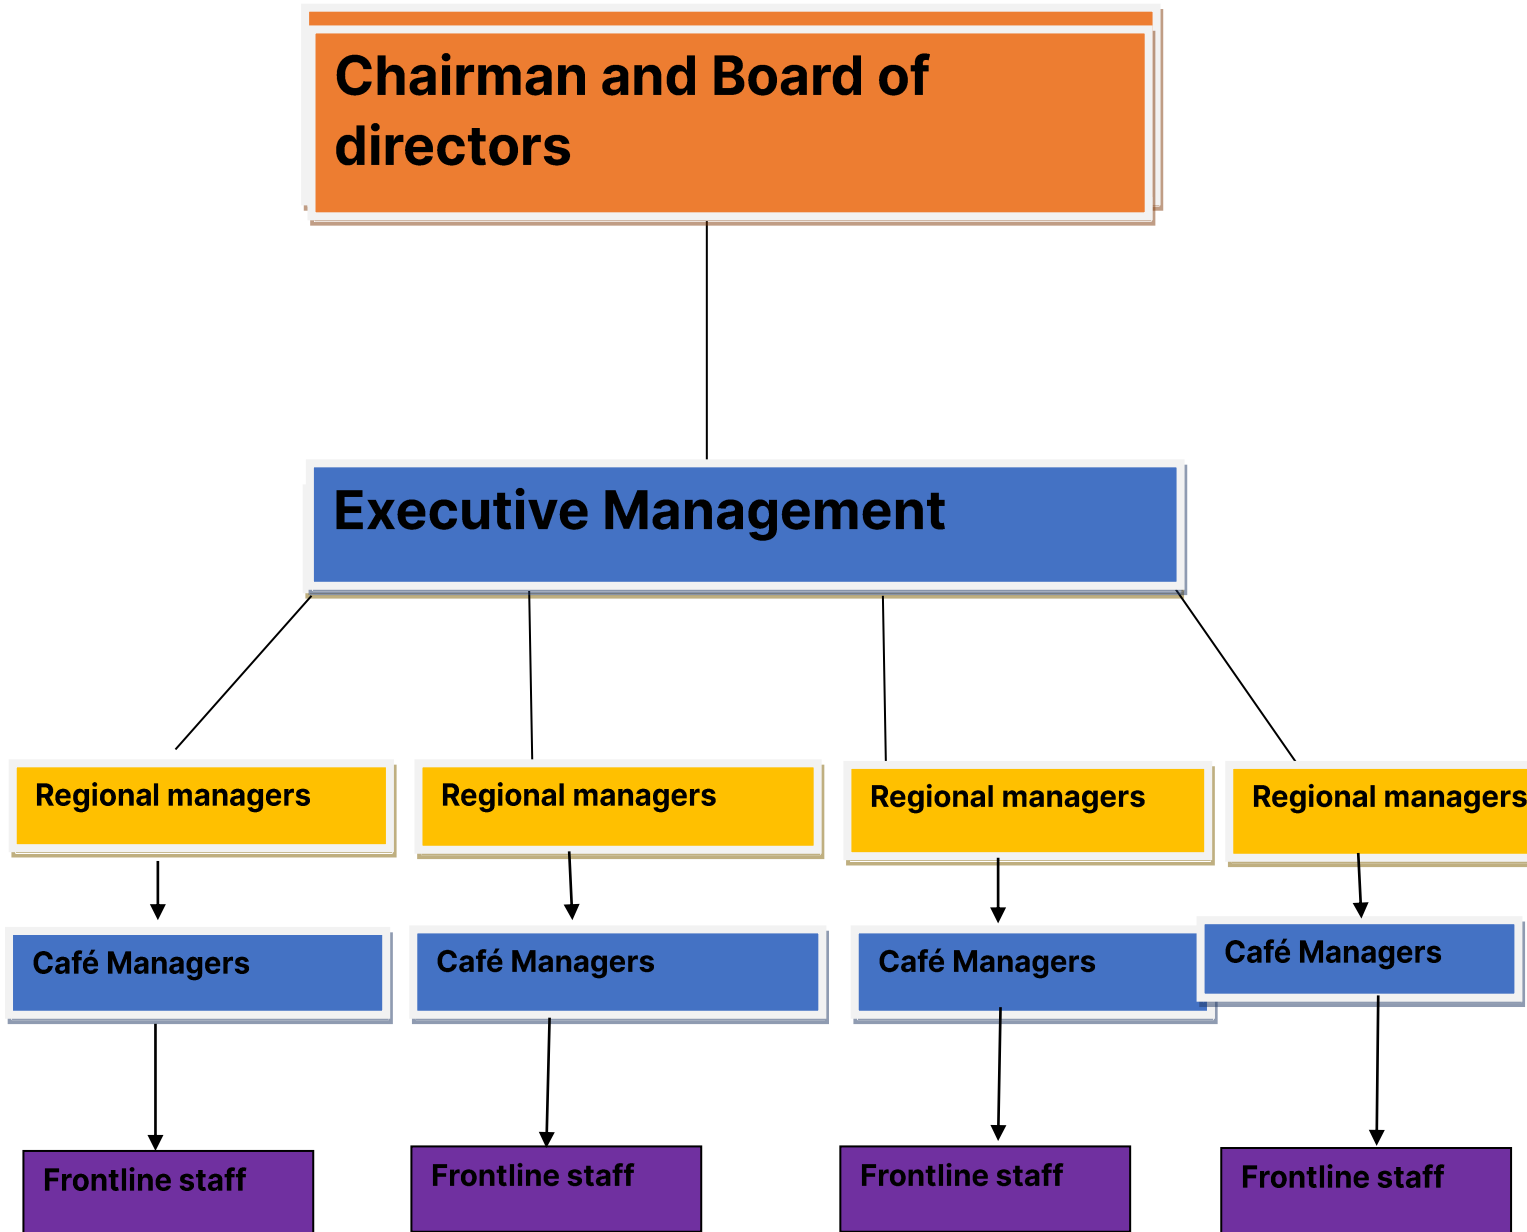 Chairman and Board of
directors
Executive Management
Regional managers
Regional managers
Regional managers
Regional managers
Café Managers
Café Managers
Café Managers
Café Managers
Frontline staff
Frontline staff
Frontline staff
Frontline staff